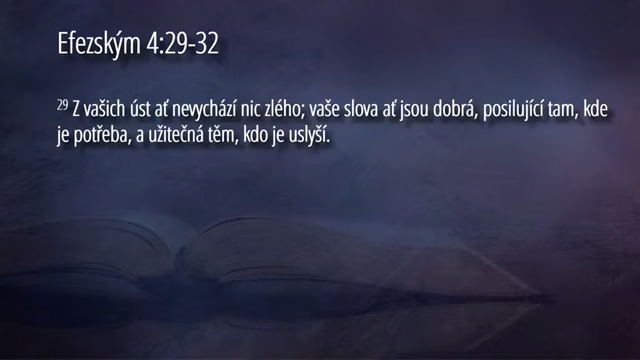 Efezským 4:29-32
29 Z vašich úst ať nevychází nic zlého; vaše slova ať jsou dobrá, posilující tam, kde
je potřeba, a užitečná těm, kdo je uslyší.